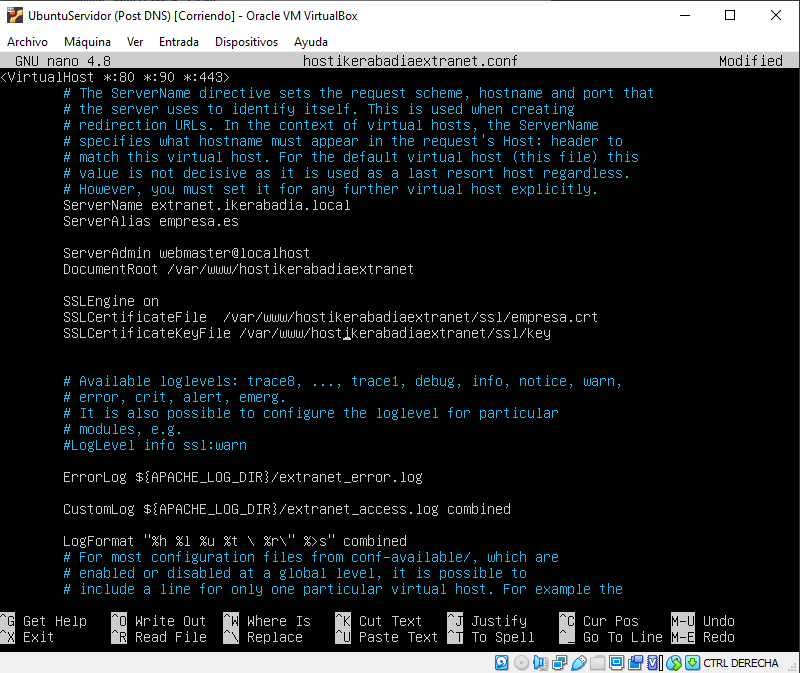 UbuntuServidor (Post DNS) [Corriendo] - Oracle VM VirtualBox
Archivo Máquina Ver Entrada Dispositivos Ayuda
GNU nano 4.8 hostikerabadiaextranet.conf Modified
<VirtualHost *:80 *:90 *:443>
# The ServerName directive sets the request scheme, hostname and port that
# the server uses to identify itself. This is used when creating
# redirection URLs. In the context of virtual hosts, the ServerName
# specifies what hostname must appear in the request's Host: header to
# match this virtual host. For the default virtual host (this file) this
# value is not decisive as it is used as a last resort host regardless.
# However, you must set it for any further virtual host explicitly.
ServerName extranet.ikerabadia.local
ServerAlias empresa.es
ServerAdmin webmaster@localhost
DocumentRoot /var/www/hostikerabadiaextranet
SSLEngine on
SSLCertificateFile  /var/www/hostikerabadiaextranet/ssl/empresa.crt
SSLCertificateKeyFile /var/www/hostikerabadiaextranet/ssl/key
# Available loglevels: trace8, ..., trace1, debug, info, notice, warn,
# error, crit, alert, emerg.
# It is also possible to configure the loglevel for particular
# modules, e.g.
#LogLevel info ssl:warn
ErrorLog ${APACHE_LOG_DIR}/extranet_error.log
CustomLog ${APACHE_LOG_DIR}/extranet_access.log combined
LogFormat "%h %l %u %t \ %r\" %>s" combined
# For most configuration files from conf-available/, which are
# enabled or disabled at a global level, it is possible to
# include a line for only one particular virtual host. For example the
^G Get Help ^O Write Out ^W Where Is ^K Cut Text ^J Justify ^C Cur Pos M-U Undo
^X Exit ^R Read File ^\ Replace ^U Paste Text ^T To Spell ^_ Go To Line M-E Redo
CTRL DERECHA